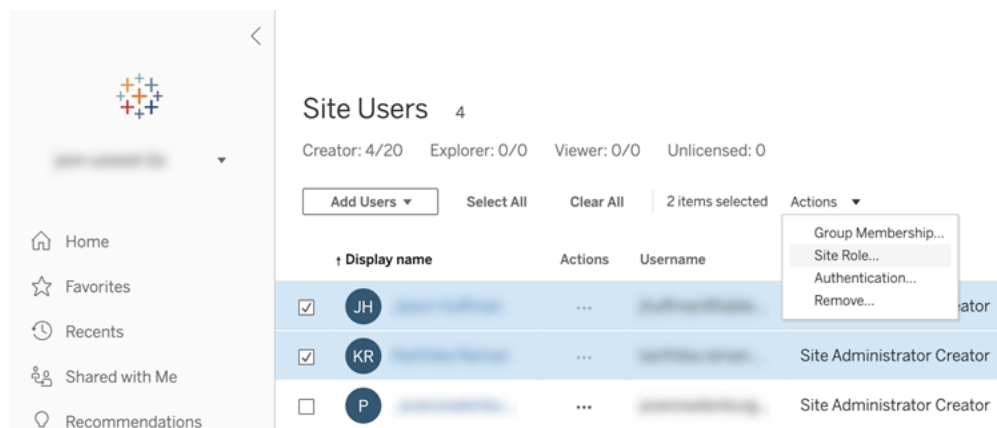 Site Users 4
Creator: 4/20 Explorer: 0/0 Viewer: 0/0 Unlicensed: 0
Add Users Select All Clear All 2 items selected Actions
Group Membership...
Site Role...
Authentication...
Remove...
Home
Favorites
Recents
Shared with Me
Recommendations
Display name Actions Username
JH ... eator
KR ... Site Administrator Creator
P ... Site Administrator Creator